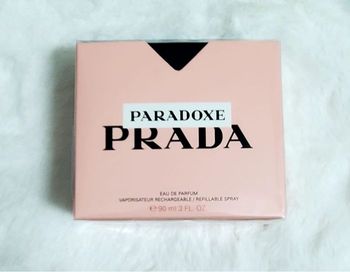 PARADOXE
PRADA
EAU DE PARFUM
VAPORISATEUR RECHARGEABLE / REFILLABLE SPRAY
℮ 90 ml 3 FL. OZ